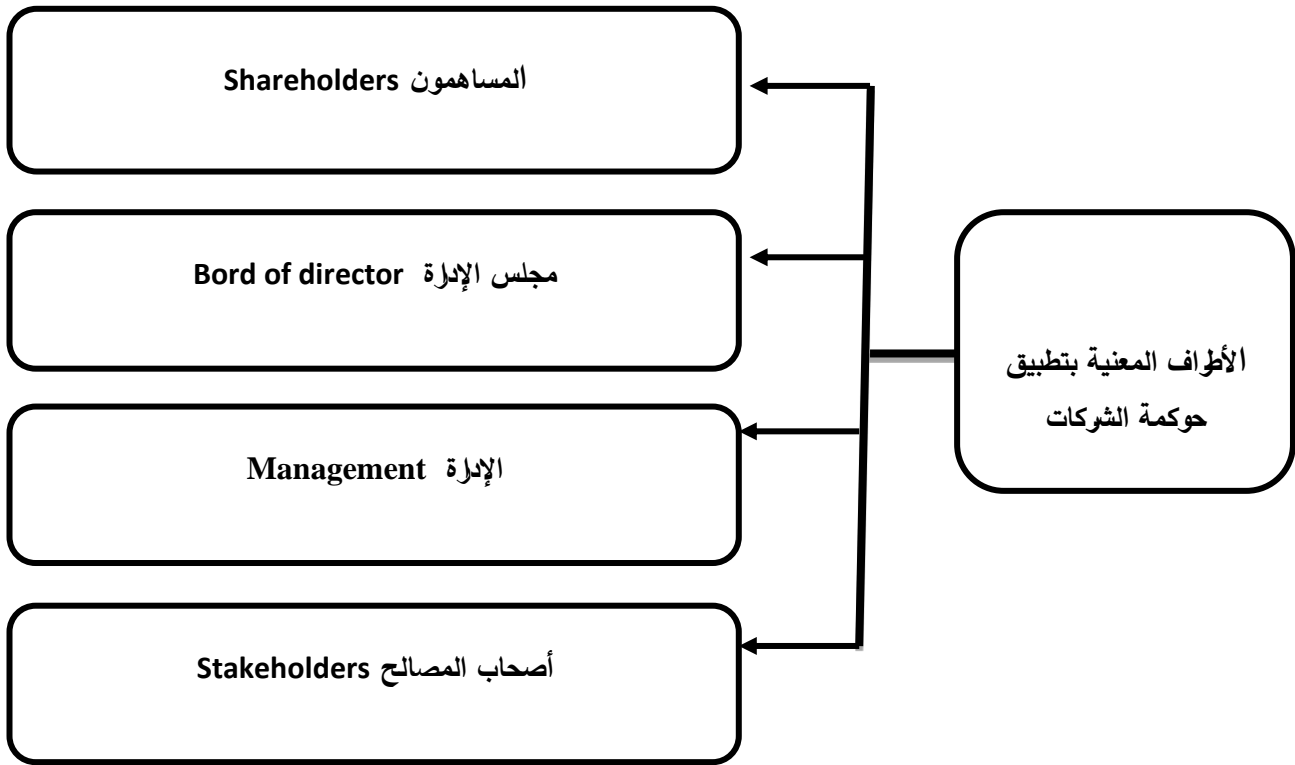 الأطراف المعنية بتطبيق
حوكمة الشركات
المساهمون Shareholders
مجلس الإدارة Bord of director
الإدارة Management
أصحاب المصالح Stakeholders